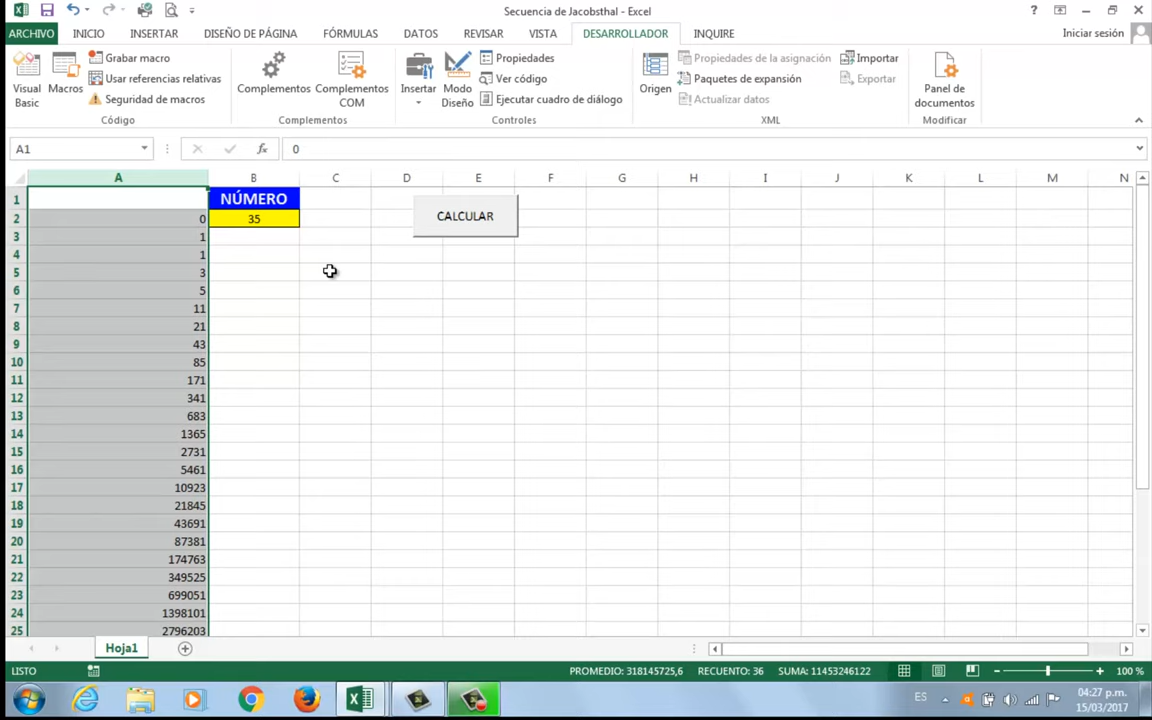 Secuencia de Jacobsthal - Excel
ARCHIVO INICIO INSERTAR DISEÑO DE PÁGINA FÓRMULAS DATOS REVISAR VISTA DESARROLLADOR INQUIRE Iniciar sesión
Visual Basic
Macros
Grabar macro
Usar referencias relativas
Seguridad de macros
Código
Complementos
Complementos COM
Complementos
Insertar
Modo Diseño
Propiedades
Ver código
Ejecutar cuadro de diálogo
Controles
Origen
Propiedades de la asignación
Paquetes de expansión
Actualizar datos
Importar
Exportar
XML
Panel de documentos
Modificar
A1 fx 0
A B C D E F G H I J K L M N
1 NÚMERO
CALCULAR
2 0 35
3 1
4 1
5 3
6 5
7 11
8 21
9 43
10 85
11 171
12 341
13 683
14 1365
15 2731
16 5461
17 10923
18 21845
19 43691
20 87381
21 174763
22 349525
23 699051
24 1398101
25 2796203
Hoja1
LISTO PROMEDIO: 318145725,6 RECUENTO: 36 SUMA: 11453246122 100 %
ES 04:27 p.m.
15/03/2017